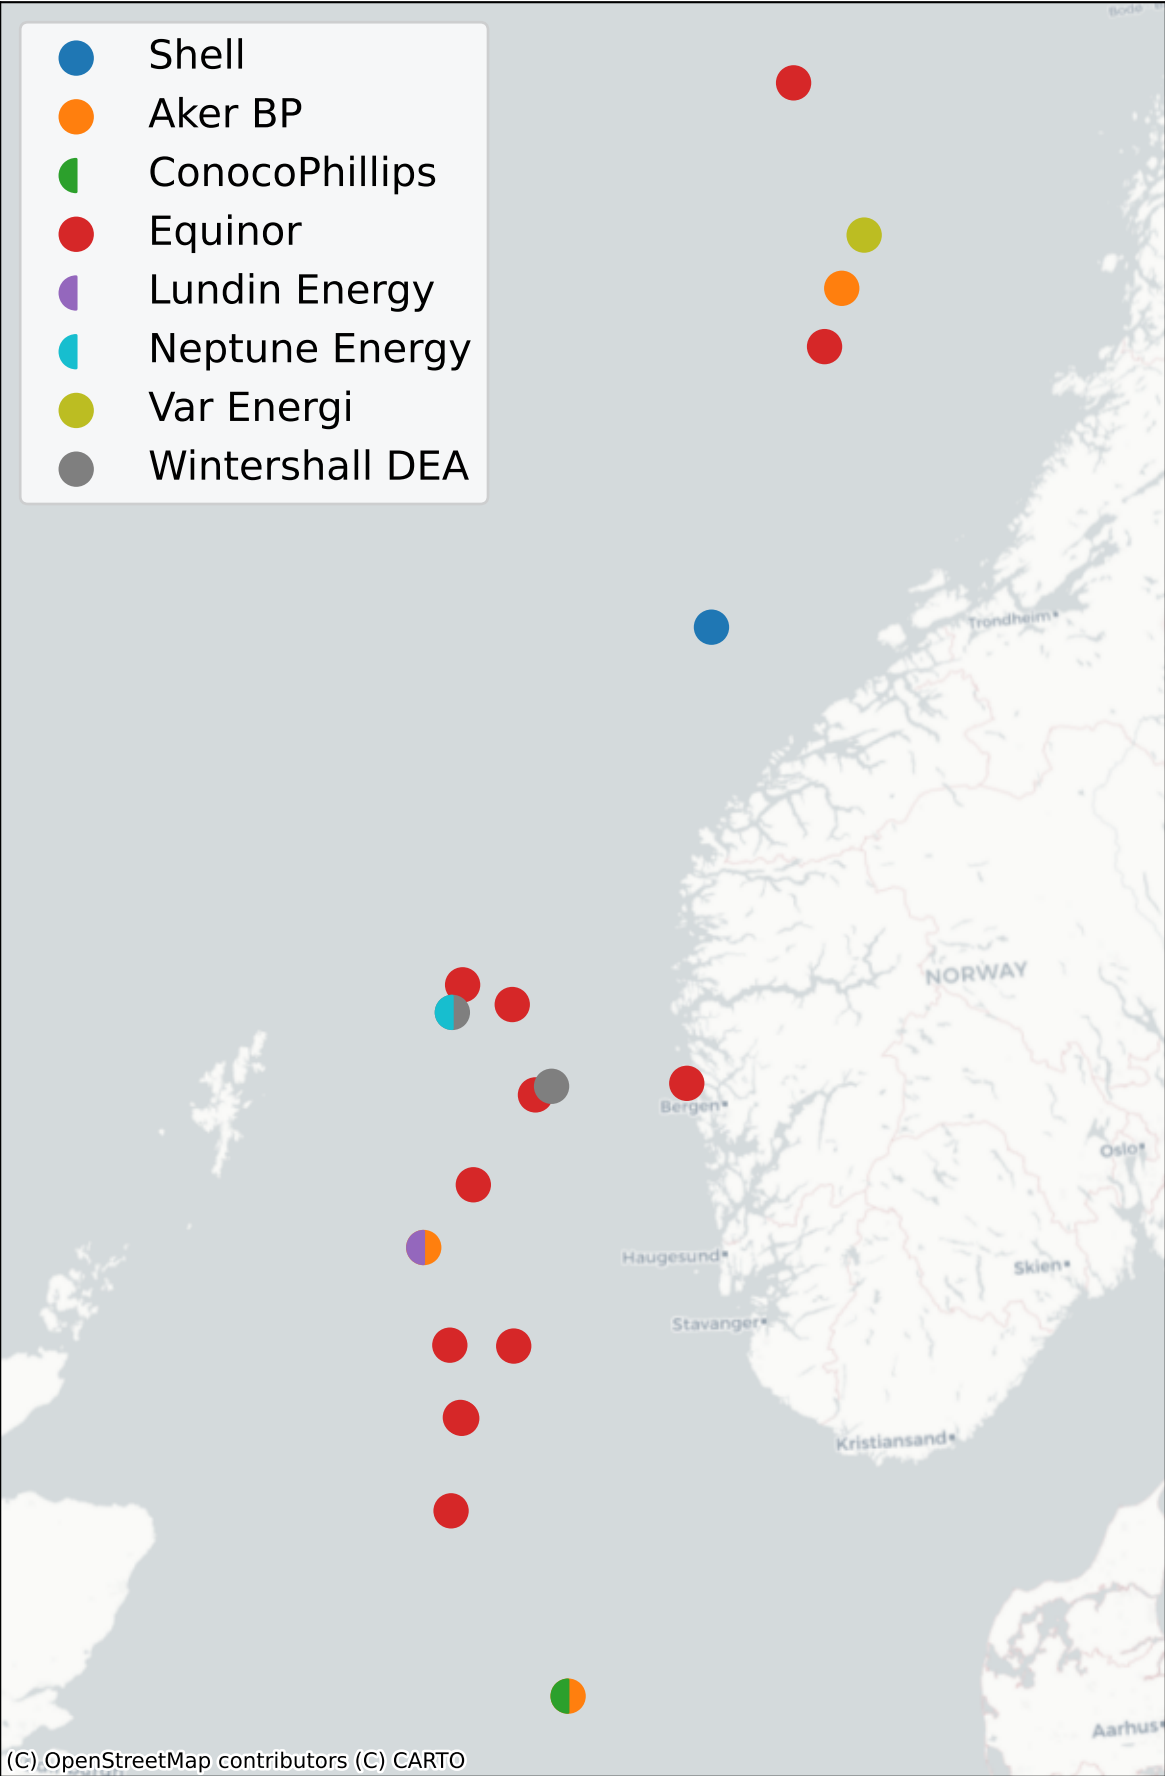 Bodø
Shell
Aker BP
ConocoPhillips
Equinor
Lundin Energy
Neptune Energy
Var Energi
Wintershall DEA
Trondheim
NORWAY
Bergen
Oslo
Haugesund
Skien
Stavanger
Kristiansand
Aarhus
(C) OpenStreetMap contributors (C) CARTO